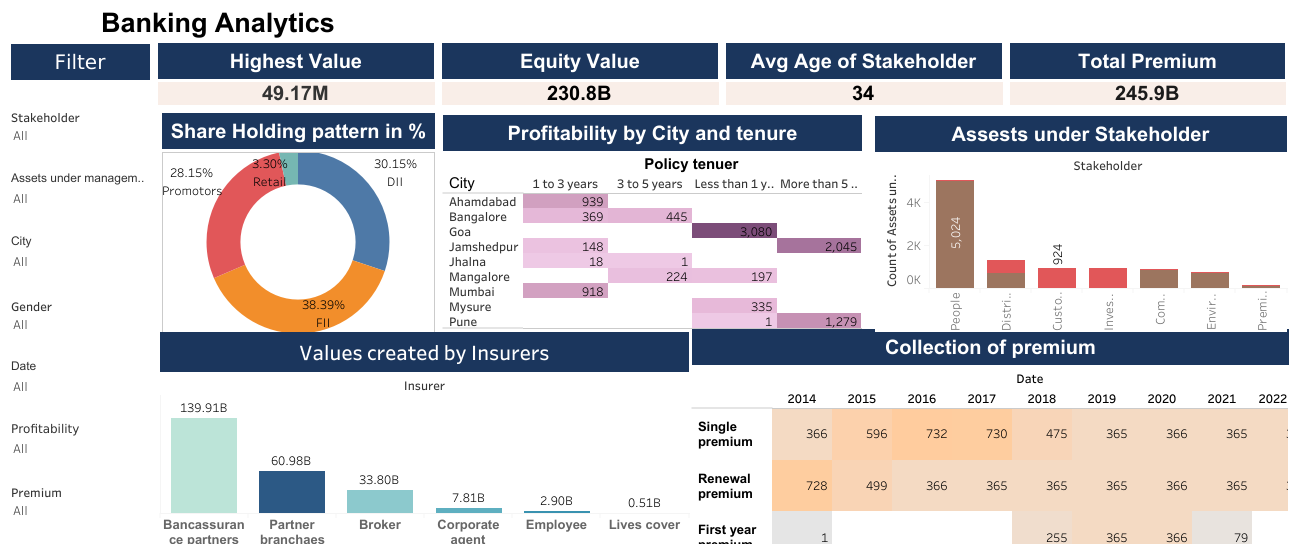 Banking Analytics
Filter
Highest Value
Equity Value
Avg Age of Stakeholder
Total Premium
49.17M
230.8B
34
245.9B
Stakeholder
All
Assets under managem..
All
City
All
Gender
All
Date
All
Profitability
All
Premium
All
Share Holding pattern in %
3.30%
Retail
30.15%
DII
28.15%
Promotors
38.39%
FII
Profitability by City and tenure
Policy tenuer
City 1 to 3 years 3 to 5 years Less than 1 y.. More than 5 ..
Ahamdabad 939
Bangalore 369 445
Goa 3,080
Jamshedpur 148 2,045
Jhalna 18 1
Mangalore 224 197
Mumbai 918
Mysure 335
Pune 1 1,279
Assests under Stakeholder
Stakeholder
Count of Assets un..
4K
2K
0K
5,024
924
People
Distri..
Custo..
Inves..
Com..
Envir..
Premi..
Values created by Insurers
Insurer
139.91B
60.98B
33.80B
7.81B
2.90B
0.51B
Bancassuran
ce partners
Partner
branchaes
Broker
Corporate
agent
Employee
Lives cover
Collection of premium
Date
2014 2015 2016 2017 2018 2019 2020 2021 2022
Single
premium
366 596 732 730 475 365 366 365
Renewal
premium
728 499 366 365 365 365 366 365
First year
premium
1 255 365 366 79